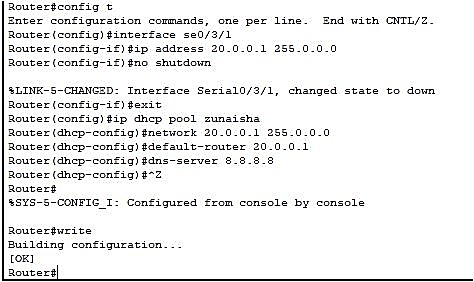 Router#config t
Enter configuration commands, one per line.  End with CNTL/Z.
Router(config)#interface se0/3/1
Router(config-if)#ip address 20.0.0.1 255.0.0.0
Router(config-if)#no shutdown
%LINK-5-CHANGED: Interface Serial0/3/1, changed state to down
Router(config-if)#exit
Router(config)#ip dhcp pool zunaisha
Router(dhcp-config)#network 20.0.0.1 255.0.0.0
Router(dhcp-config)#default-router 20.0.0.1
Router(dhcp-config)#dns-server 8.8.8.8
Router(dhcp-config)#^Z
Router#
%SYS-5-CONFIG_I: Configured from console by console
Router#write
Building configuration...
[OK]
Router#